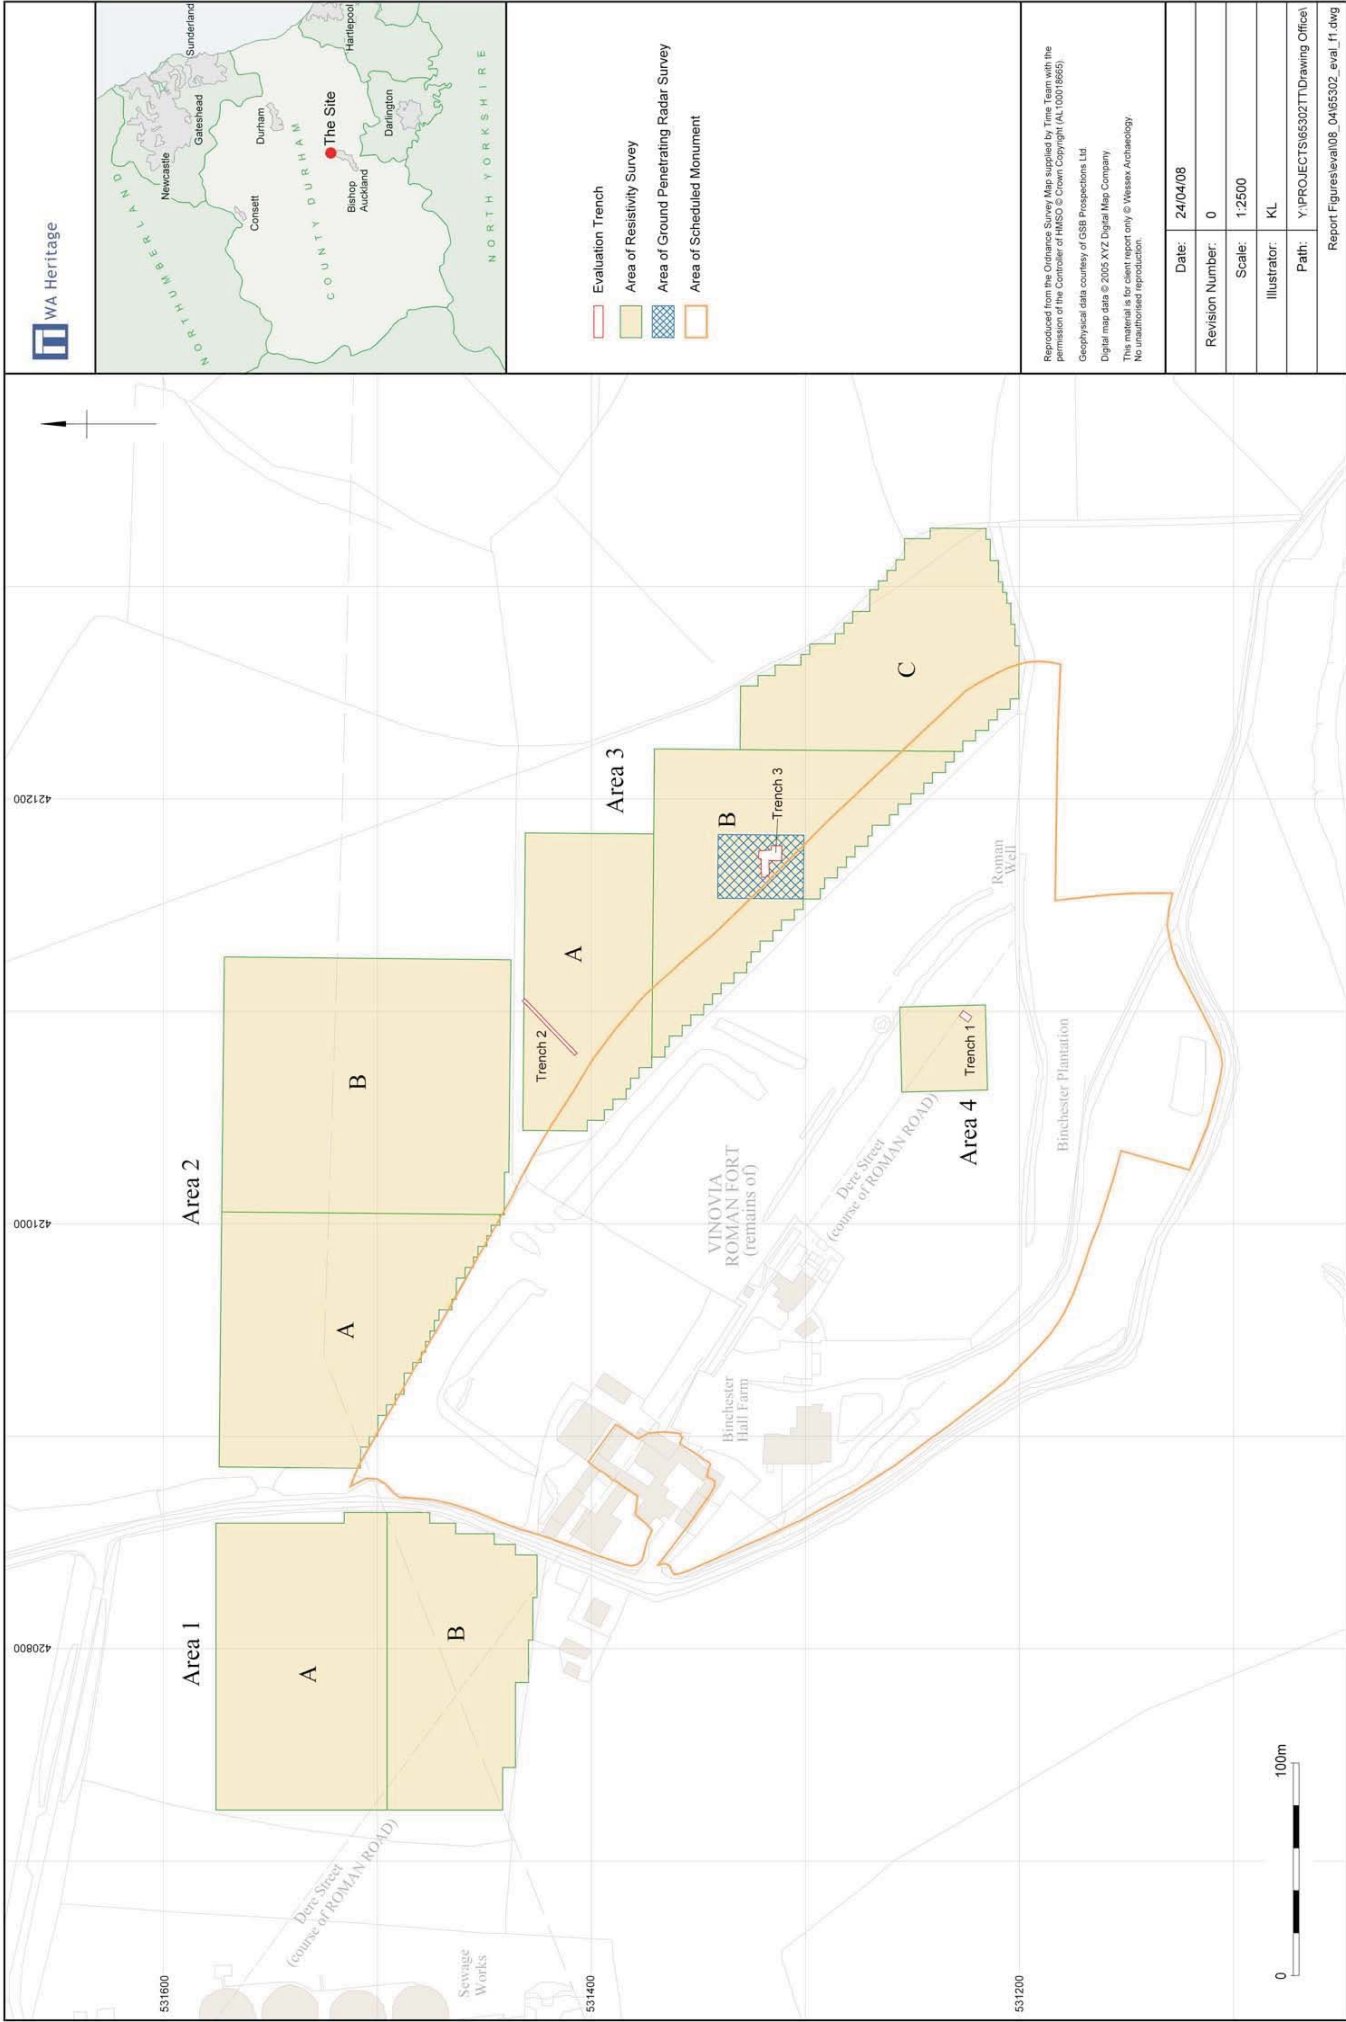 WA Heritage
NORTHUMBERLAND
Newcastle
Gateshead
Sunderland
Consett
Durham
COUNTY DURHAM
The Site
Bishop
Auckland
Hartlepool
Darlington
NORTH YORKSHIRE
Evaluation Trench
Area of Resistivity Survey
Area of Ground Penetrating Radar Survey
Area of Scheduled Monument
Reproduced from the Ordnance Survey Map supplied by Time Team with the
permission of the Controller of HMSO © Crown Copyright (AL100018665).
Geophysical data courtesy of GSB Prospections Ltd.
Digital map data © 2005 XYZ Digital Map Company.
This material is for client report only © Wessex Archaeology.
No unauthorised reproduction.
Date: 24/04/08
Revision Number: 0
Scale: 1:2500
Illustrator: KL
Path: Y:\PROJECTS\65302TT\Drawing Office\
Report Figures\eval\08_04\65302_eval_f1.dwg
420800
421000
421200
531600
531400
531200
Area 1
A
B
Area 2
A
B
Area 3
A
B
C
Trench 2
Trench 3
Area 4
Trench 1
Dere Street
(course of ROMAN ROAD)
Sewage
Works
VINOVIA
ROMAN FORT
(remains of)
Dere Street
(course of ROMAN ROAD)
Binchester
Hall Farm
Roman
Well
Binchester Plantation
0
100m